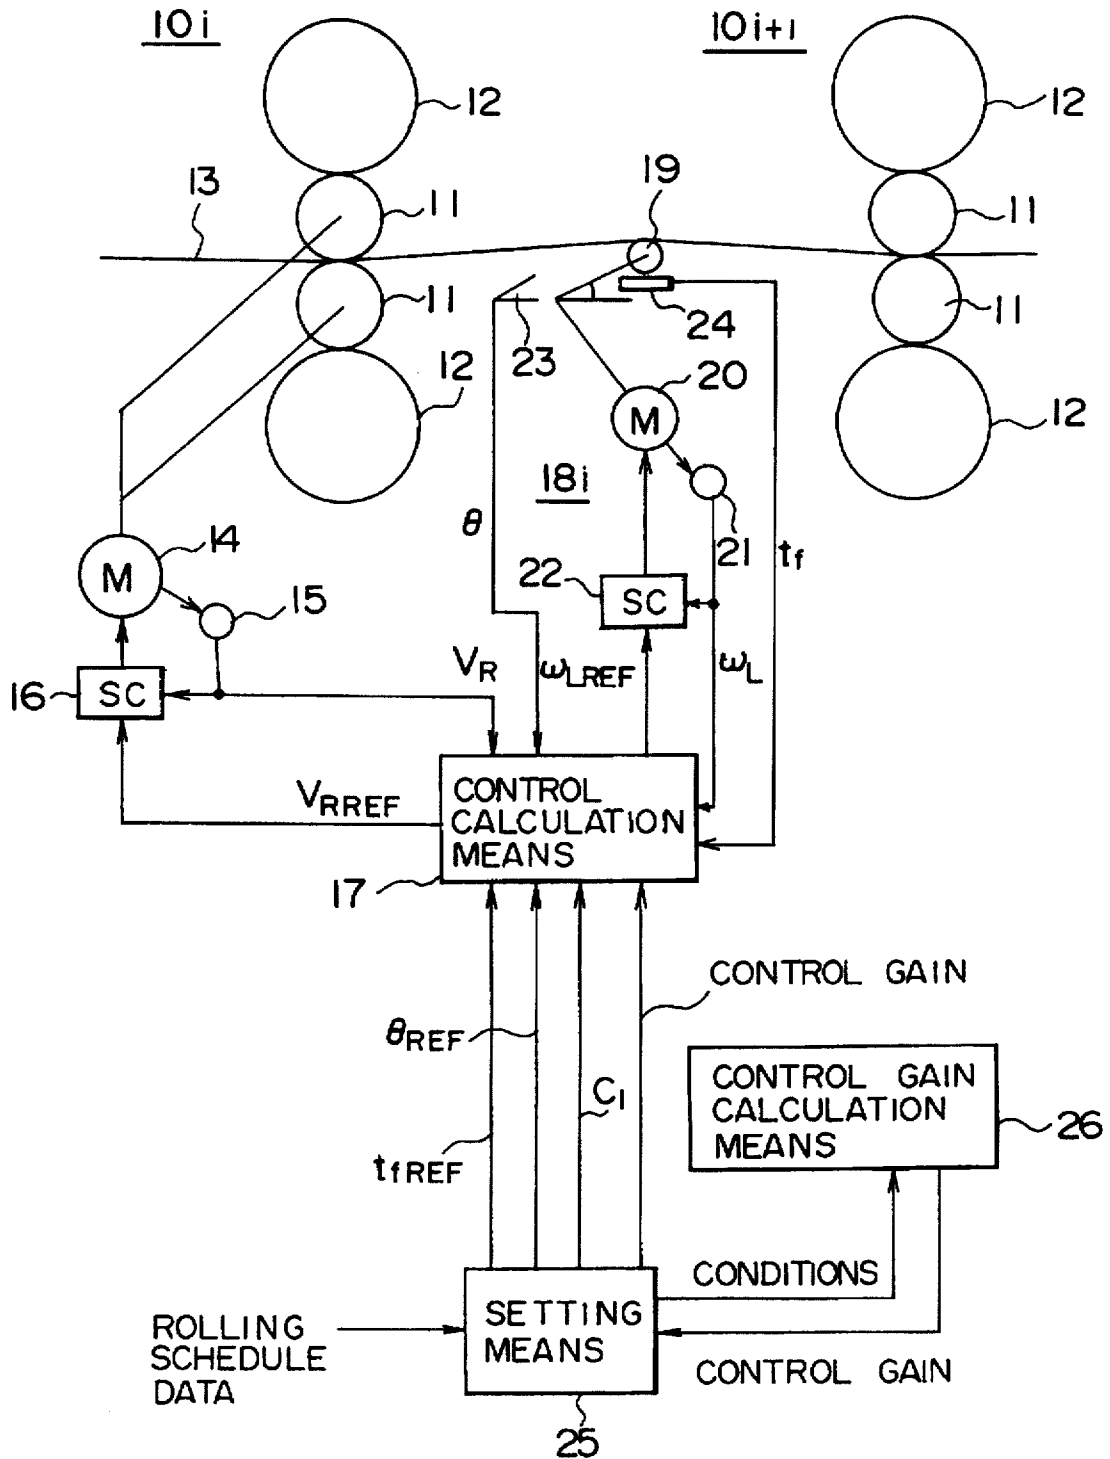 10i
10i+1
12
12
13
19
11
11
11
11
23
24
12
20
12
M
18i
θ
14
21
tf
22
M
SC
15
VR
ωLREF
ωL
16
SC
VRREF
CONTROL
CALCULATION
MEANS
17
CONTROL GAIN
θREF
CONTROL GAIN
CALCULATION
MEANS
C1
26
tfREF
CONDITIONS
SETTING
MEANS
ROLLING
SCHEDULE
DATA
CONTROL GAIN
25